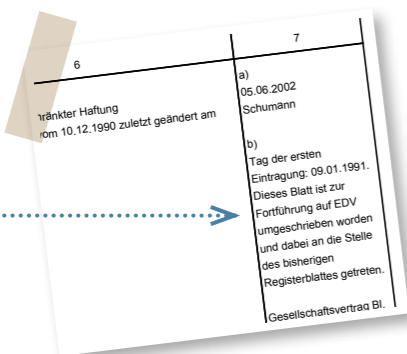 6
7
hränkter Haftung
vom 10.12.1990 zuletzt geändert am
a)
05.06.2002
Schumann
b)
Tag der ersten
Eintragung: 09.01.1991.
Dieses Blatt ist zur
Fortführung auf EDV
umgeschrieben worden
und dabei an die Stelle
des bisherigen
Registerblattes getreten.
Gesellschaftsvertrag Bl.